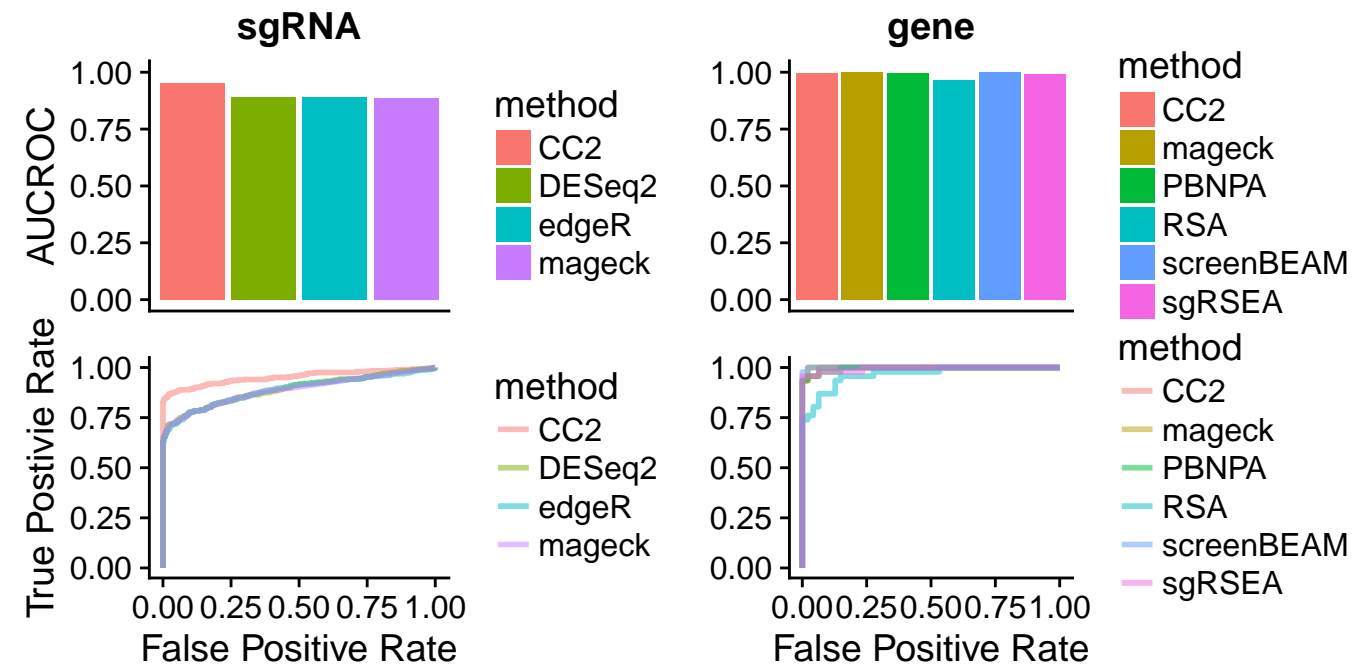 sgRNA
AUCROC
1.00
0.75
0.50
0.25
0.00
method
CC2
DESeq2
edgeR
mageck
gene
1.00
0.75
0.50
0.25
0.00
method
CC2
mageck
PBNPA
RSA
screenBEAM
sgRSEA
True Postivie Rate
1.00
0.75
0.50
0.25
0.00
0.00 0.25 0.50 0.75 1.00
False Positive Rate
method
CC2
DESeq2
edgeR
mageck
1.00
0.75
0.50
0.25
0.00
0.00 0.25 0.50 0.75 1.00
False Positive Rate
method
CC2
mageck
PBNPA
RSA
screenBEAM
sgRSEA